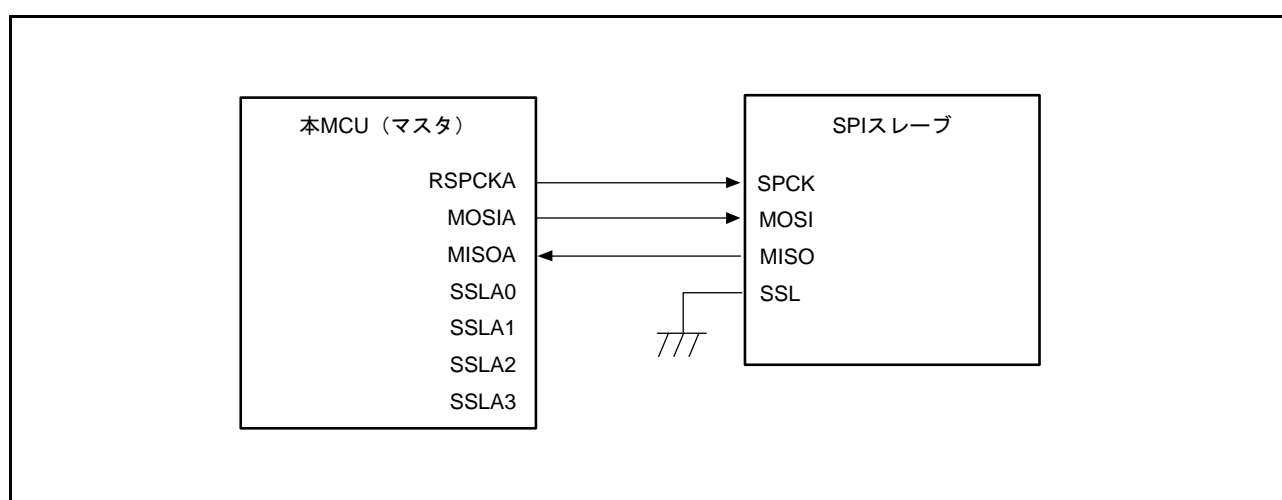 本MCU（マスタ）
RSPCKA
MOSIA
MISOA
SSLA0
SSLA1
SSLA2
SSLA3
SPIスレーブ
SPCK
MOSI
MISO
SSL